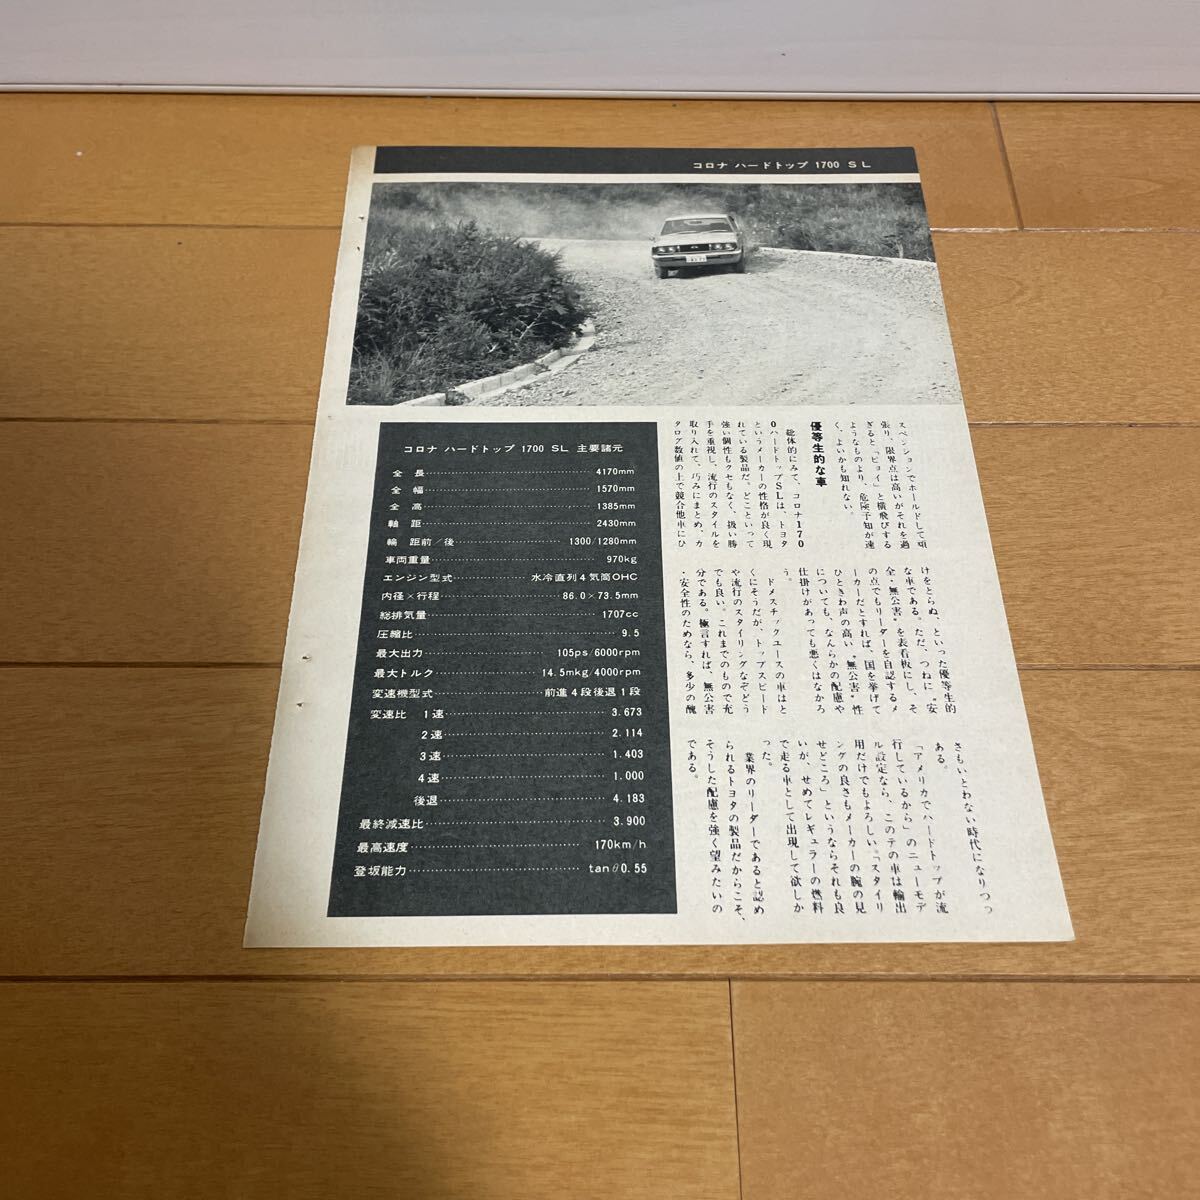 コロナ ハードトップ 1700 SL
スペンションでホールドして頑
張り、限界点は高いがそれを過
ぎると「ピョイ」と横飛びする
ようなものより、危険予知が速
く、よいかも知れない。
優等生的な車
総体的にみて、コロナ170
0ハードトップSLは、トヨタ
というメーカーの性格が良く現
れている製品だ。どこといって
強い個性もクセもなく、扱い勝
手を重視し、流行のスタイルを
取り入れて、巧みにまとめ、カ
タログ数値の上で競合他車にひ
けをとらぬ、といった優等生的
な車である。ただ、つねに“安
全・無公害”を表看板にし、そ
の点でもリーダーを自認するメ
ーカーだとすれば、国を挙げて
ひときわ声の高い“無公害”性
についても、なんらかの配慮や
仕掛けがあっても悪くはなかろ
う。
ドメスチックユースの車はと
くにそうだが、トップスピード
や流行のスタイリングなぞどう
でも良い。これまでのもので充
分である。極言すれば、無公害
・安全性のためなら、多少の醜
さもいとわない時代になりつつ
ある。
「アメリカでハードトップが流
行しているから」のニューモデ
ル設定なら、このテの車は輸出
用だけでもよろしい。「スタイリ
ングの良さもメーカーの腕の見
せどころ」というならそれも良
いが、せめてレギュラーの燃料
で走る車として出現して欲しか
った。
業界のリーダーであると認め
られるトヨタの製品だからこそ、
そうした配慮を強く望みたいの
である。
コロナ ハードトップ 1700 SL 主要諸元
全 長 4170mm
全 幅 1570mm
全 高 1385mm
軸 距 2430mm
輪 距前/後 1300/1280mm
車両重量 970kg
エンジン型式 水冷直列4気筒OHC
内径×行程 86.0×73.5mm
総排気量 1707cc
圧縮比 9.5
最大出力 105ps/6000rpm
最大トルク 14.5mkg/4000rpm
変速機型式 前進4段後退1段
変速比 1速 3.673
2速 2.114
3速 1.403
4速 1.000
後退 4.183
最終減速比 3.900
最高速度 170km/h
登坂能力 tanθ0.55